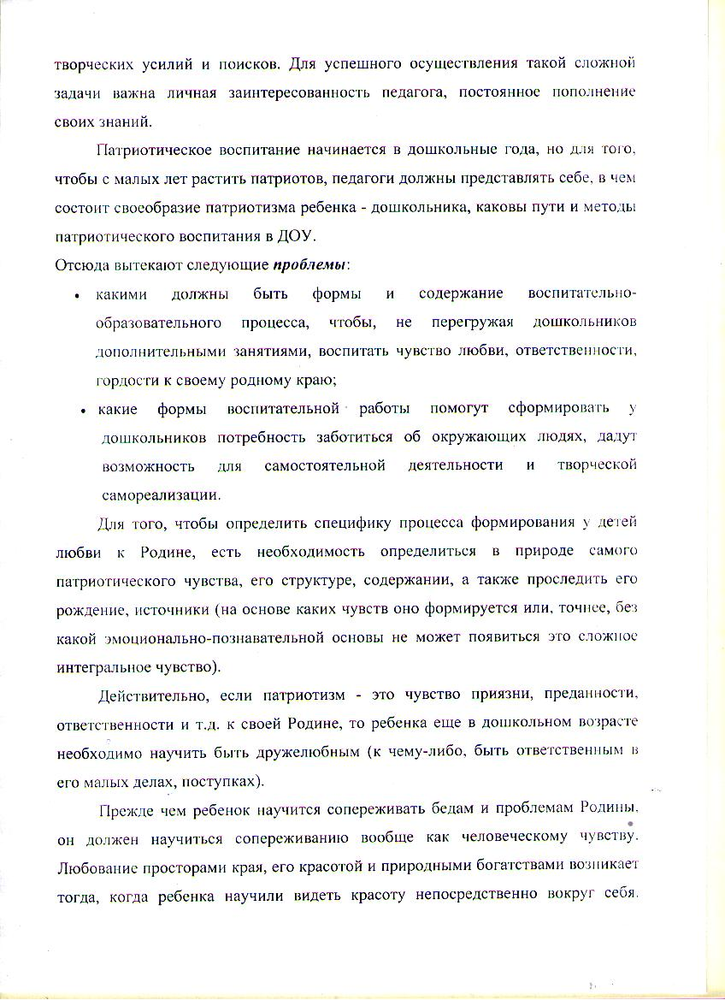 творческих усилий и поисков. Для успешного осуществления такой сложной
задачи важна личная заинтересованность педагога, постоянное пополнение
своих знаний.
Патриотическое воспитание начинается в дошкольные года, но для того,
чтобы с малых лет растить патриотов, педагоги должны представлять себе, в чем
состоит своеобразие патриотизма ребенка - дошкольника, каковы пути и методы
патриотического воспитания в ДОУ.
Отсюда вытекают следующие проблемы:
• какими должны быть формы и содержание воспитательно-
образовательного процесса, чтобы, не перегружая дошкольников
дополнительными занятиями, воспитать чувство любви, ответственности,
гордости к своему родному краю;
• какие формы воспитательной работы помогут сформировать у
дошкольников потребность заботиться об окружающих людях, дадут
возможность для самостоятельной деятельности и творческой
самореализации.
Для того, чтобы определить специфику процесса формирования у детей
любви к Родине, есть необходимость определиться в природе самого
патриотического чувства, его структуре, содержании, а также проследить его
рождение, источники (на основе каких чувств оно формируется или, точнее, без
какой эмоционально-познавательной основы не может появиться это сложное
интегральное чувство).
Действительно, если патриотизм - это чувство приязни, преданности,
ответственности и т.д. к своей Родине, то ребенка еще в дошкольном возрасте
необходимо научить быть дружелюбным (к чему-либо, быть ответственным в
его малых делах, поступках).
Прежде чем ребенок научится сопереживать бедам и проблемам Родины,
он должен научиться сопереживанию вообще как человеческому чувству.
Любование просторами края, его красотой и природными богатствами возникает
тогда, когда ребенка научили видеть красоту непосредственно вокруг себя.